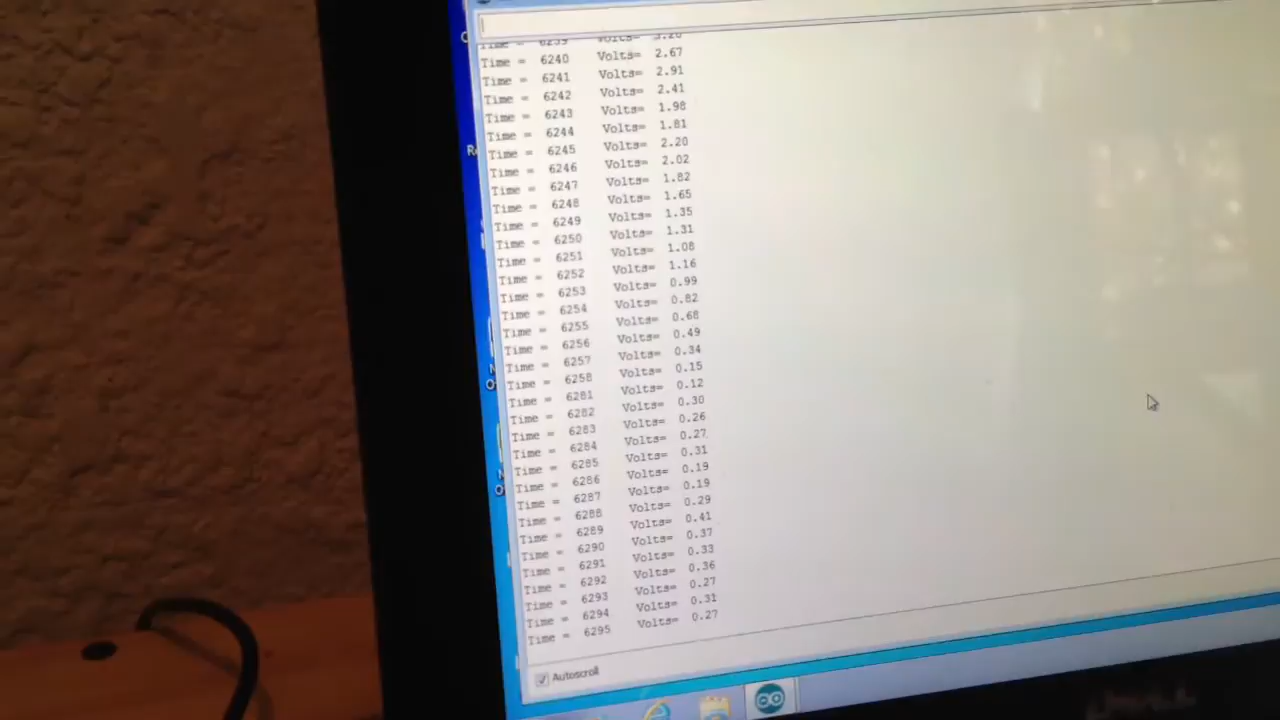 Time = 6239 Volts= 3.20
Time = 6240 Volts= 2.67
Time = 6241 Volts= 2.91
Time = 6242 Volts= 2.41
Time = 6243 Volts= 1.98
Time = 6244 Volts= 1.81
Time = 6245 Volts= 2.20
Time = 6246 Volts= 2.02
Time = 6247 Volts= 1.82
Time = 6248 Volts= 1.65
Time = 6249 Volts= 1.35
Time = 6250 Volts= 1.31
Time = 6251 Volts= 1.08
Time = 6252 Volts= 1.16
Time = 6253 Volts= 0.99
Time = 6254 Volts= 0.82
Time = 6255 Volts= 0.68
Time = 6256 Volts= 0.49
Time = 6257 Volts= 0.34
Time = 6258 Volts= 0.15
Time = 6281 Volts= 0.12
Time = 6282 Volts= 0.30
Time = 6283 Volts= 0.26
Time = 6284 Volts= 0.27
Time = 6285 Volts= 0.31
Time = 6286 Volts= 0.19
Time = 6287 Volts= 0.19
Time = 6288 Volts= 0.29
Time = 6289 Volts= 0.41
Time = 6290 Volts= 0.37
Time = 6291 Volts= 0.33
Time = 6292 Volts= 0.36
Time = 6293 Volts= 0.27
Time = 6294 Volts= 0.31
Time = 6295 Volts= 0.27
Autoscroll